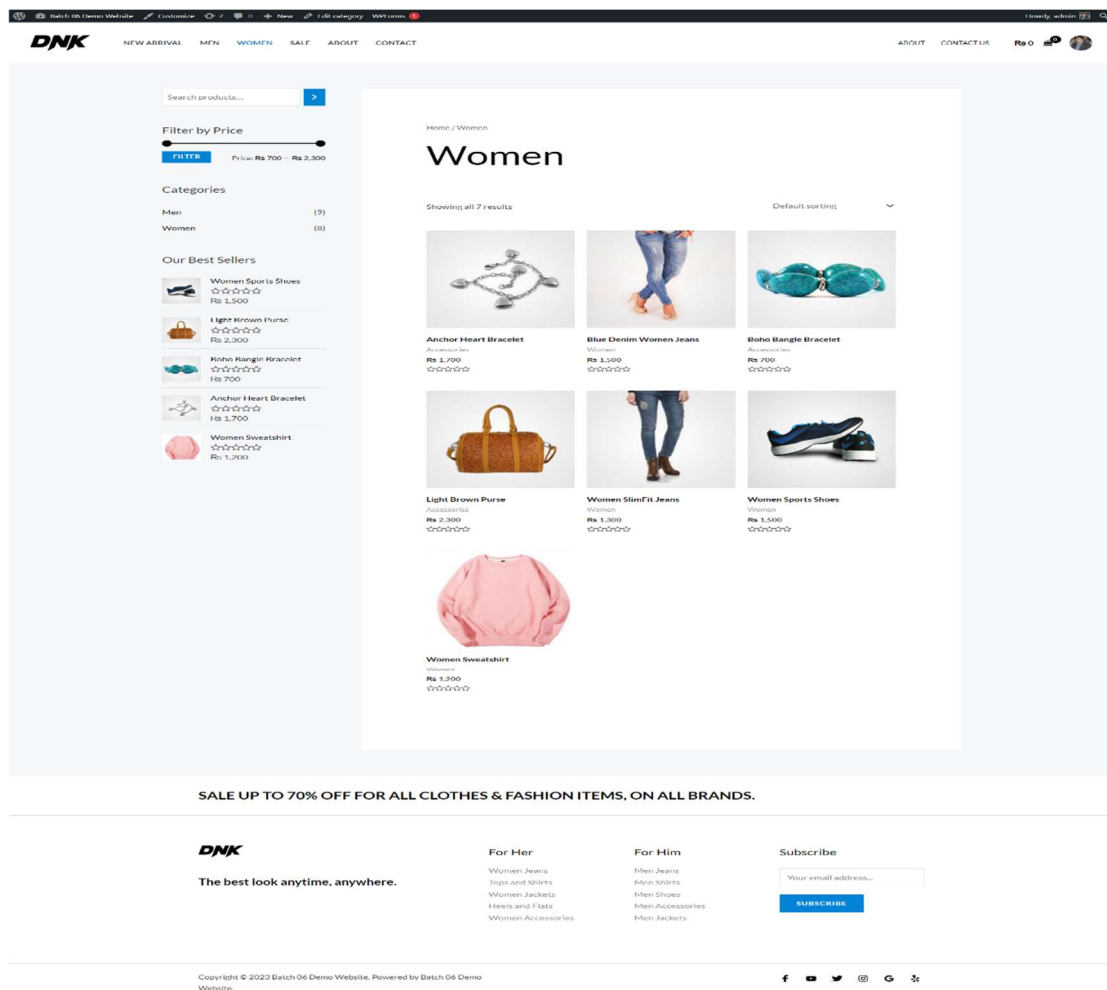 Batch 06 Demo Website Customize 2 0 New Edit category WPForms 1 Howdy, admin
DNK NEW ARRIVAL MEN WOMEN SALE ABOUT CONTACT ABOUT CONTACT US Rs 0 0
Search products... >
Filter by Price
FILTER Price: Rs 700 — Rs 2,300
Categories
Men (9)
Women (8)
Our Best Sellers
Women Sports Shoes
Rs 1,500
Light Brown Purse
Rs 2,300
Boho Bangle Bracelet
Rs 700
Anchor Heart Bracelet
Rs 1,700
Women Sweatshirt
Rs 1,200
Home / Women
Women
Showing all 7 results Default sorting
Anchor Heart Bracelet
Accessories
Rs 1,700
Blue Denim Women Jeans
Women
Rs 1,500
Boho Bangle Bracelet
Accessories
Rs 700
Light Brown Purse
Accessories
Rs 2,300
Women SlimFit Jeans
Women
Rs 1,300
Women Sports Shoes
Women
Rs 1,500
Women Sweatshirt
Women
Rs 1,200
SALE UP TO 70% OFF FOR ALL CLOTHES & FASHION ITEMS, ON ALL BRANDS.
DNK
The best look anytime, anywhere.
For Her
Women Jeans
Tops and Shirts
Women Jackets
Heels and Flats
Women Accessories
For Him
Men Jeans
Men Shirts
Men Shoes
Men Accessories
Men Jackets
Subscribe
Your email address...
SUBSCRIBE
Copyright © 2023 Batch 06 Demo Website. Powered by Batch 06 Demo
Website.